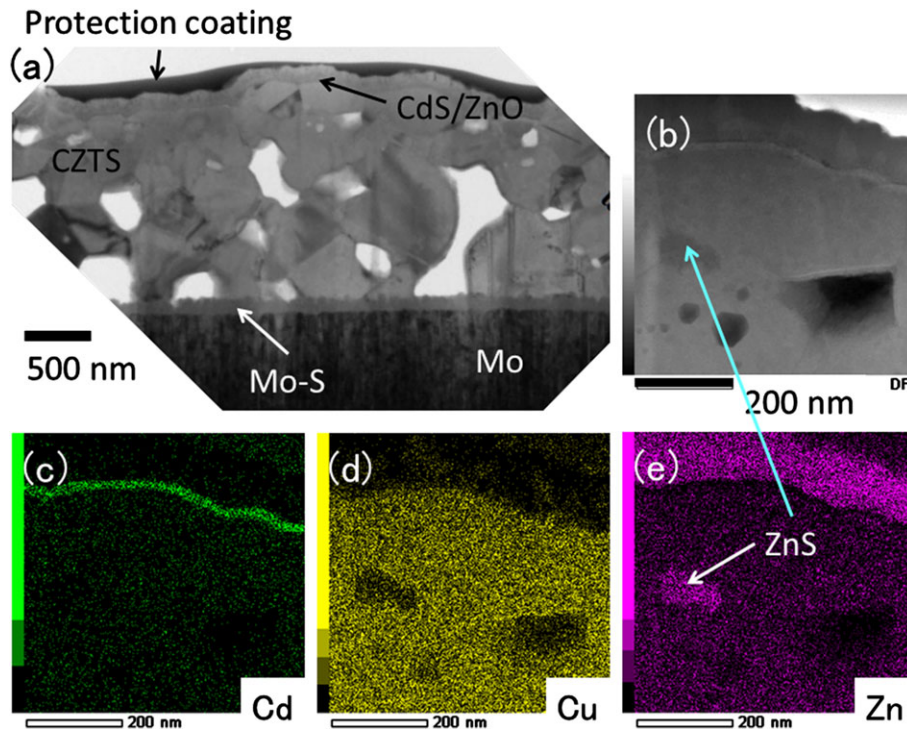 Protection coating
(a)
CdS/ZnO
CZTS
500 nm
Mo-S
Mo
(b)
200 nm
DF
(c)
Cd
200 nm
(d)
Cu
200 nm
(e)
ZnS
Zn
200 nm